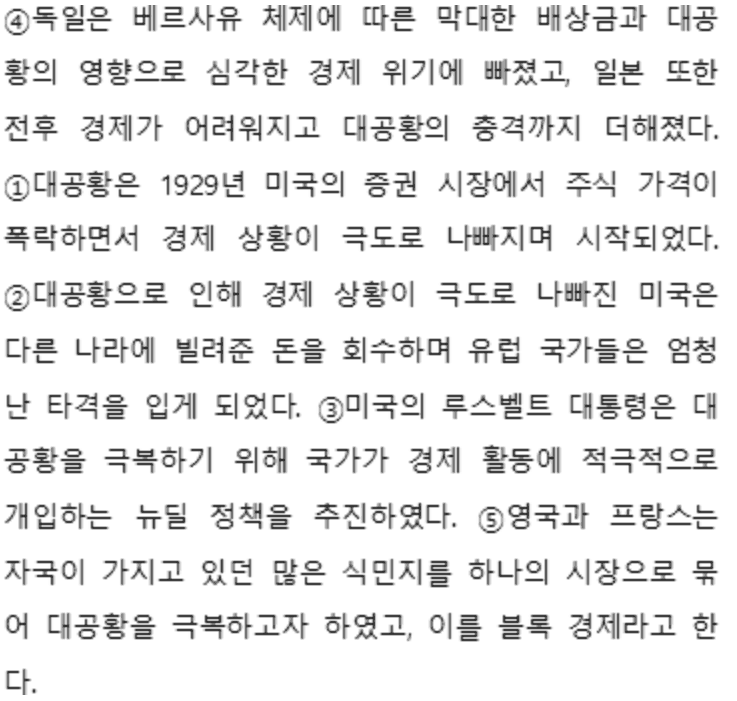 ④독일은 베르사유 체제에 따른 막대한 배상금과 대공
황의 영향으로 심각한 경제 위기에 빠졌고, 일본 또한
전후 경제가 어려워지고 대공황의 충격까지 더해졌다.
①대공황은 1929년 미국의 증권 시장에서 주식 가격이
폭락하면서 경제 상황이 극도로 나빠지며 시작되었다.
②대공황으로 인해 경제 상황이 극도로 나빠진 미국은
다른 나라에 빌려준 돈을 회수하며 유럽 국가들은 엄청
난 타격을 입게 되었다. ③미국의 루스벨트 대통령은 대
공황을 극복하기 위해 국가가 경제 활동에 적극적으로
개입하는 뉴딜 정책을 추진하였다. ⑤영국과 프랑스는
자국이 가지고 있던 많은 식민지를 하나의 시장으로 묶
어 대공황을 극복하고자 하였고, 이를 블록 경제라고 한
다.